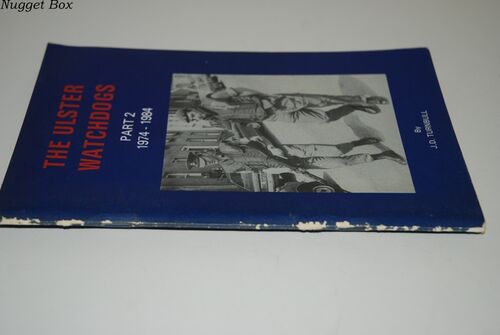 Nugget Box
THE ULSTER
WATCHDOGS
PART 2
1974 - 1984
By
J.D. TURNBULL